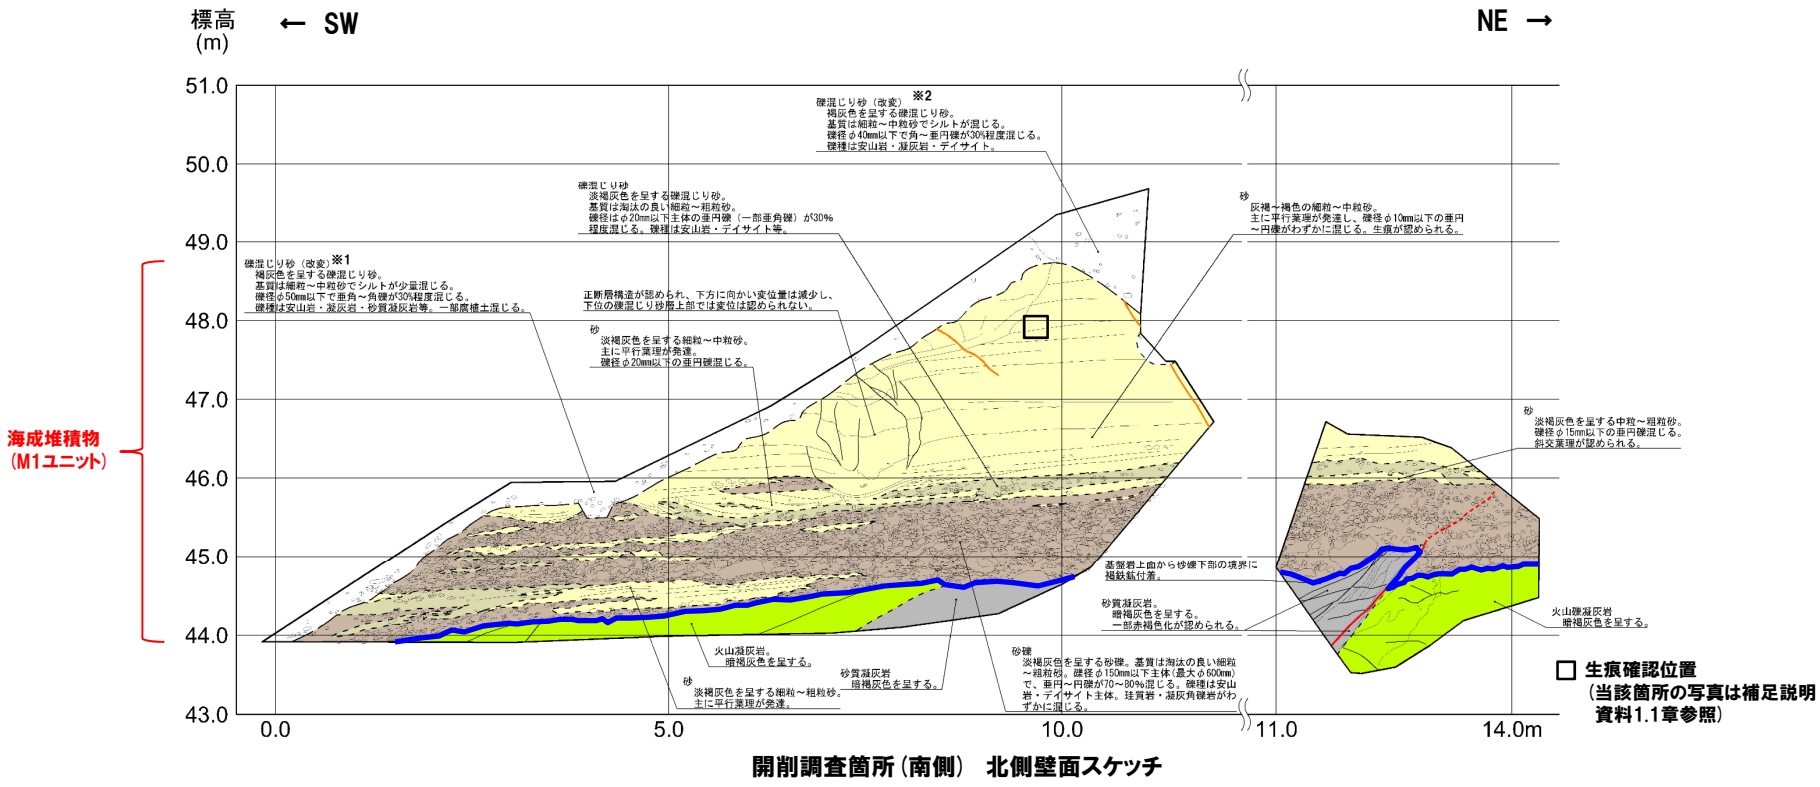 標高
(m)
← SW
NE →
51.0
50.0
49.0
48.0
47.0
46.0
45.0
44.0
43.0
礫混じり砂（改変） ※2
褐灰色を呈する礫混じり砂。
基質は細粒～中粒砂でシルトが混じる。
礫径φ40mm以下で角～亜円礫が30%程度混じる。
礫種は安山岩・凝灰岩・デイサイト。
礫混じり砂
淡褐灰色を呈する礫混じり砂。
基質は淘汰の良い細粒～粗粒砂。
礫径はφ20mm以下主体の亜円礫（一部亜角礫）が30%
程度混じる。礫種は安山岩・デイサイト等。
砂
灰褐～褐色の細粒～中粒砂。
主に平行葉理が発達し、礫径φ10mm以下の亜円
～円礫がわずかに混じる。生痕が認められる。
礫混じり砂（改変）※1
褐灰色を呈する礫混じり砂。
基質は細粒～中粒砂でシルトが少量混じる。
礫径φ50mm以下で亜角～角礫が30%程度混じる。
礫種は安山岩・凝灰岩・砂質凝灰岩等。一部腐植土混じる。
正断層構造が認められ、下方に向かい変位量は減少し、
下位の礫混じり砂層上部では変位は認められない。
砂
淡褐灰色を呈する細粒～中粒砂。
主に平行葉理が発達。
礫径φ20mm以下の亜円礫混じる。
海成堆積物
（M1ユニット）
砂
淡褐灰色を呈する中粒～粗粒砂。
礫径φ15mm以下の亜円礫混じる。
斜交葉理が認められる。
基盤岩上面から砂礫下部の境界に
褐鉄鉱付着。
砂質凝灰岩。
暗褐灰色を呈する。
一部赤褐色化が認められる。
火山礫凝灰岩
暗褐灰色を呈する。
火山凝灰岩。
暗褐灰色を呈する。
砂質凝灰岩
暗褐灰色を呈する。
砂
淡褐灰色を呈する細粒～粗粒砂。
主に平行葉理が発達。
砂礫
淡褐灰色を呈する砂礫。基質は淘汰の良い細粒
～粗粒砂。礫径φ150mm以下主体（最大φ600mm）
で、亜円～円礫が70～80%混じる。礫種は安山
岩・デイサイト主体。珪質岩・凝灰角礫岩がわ
ずかに混じる。
生痕確認位置
（当該箇所の写真は補足説明
資料1.1章参照）
0.0
5.0
10.0
11.0
14.0m
開削調査箇所（南側） 北側壁面スケッチ